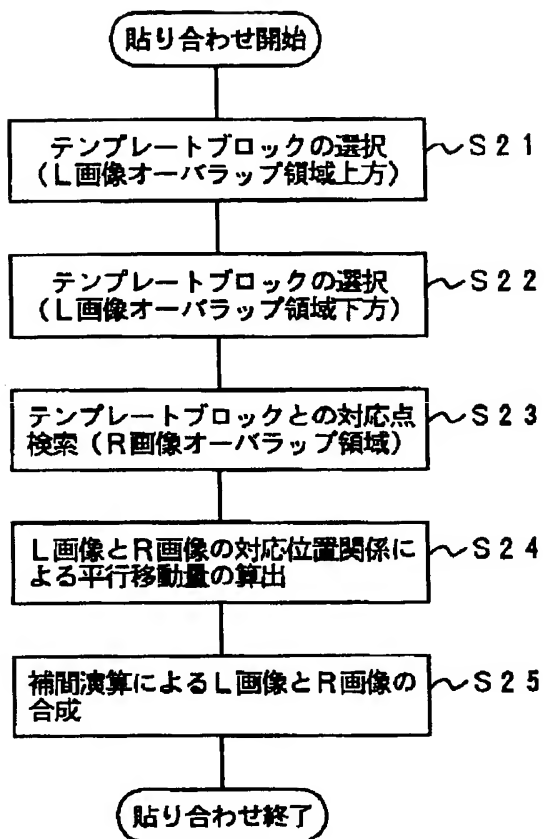 貼り合わせ開始
テンプレートブロックの選択
(L画像オーバラップ領域上方)
S21
テンプレートブロックの選択
(L画像オーバラップ領域下方)
S22
テンプレートブロックとの対応点
検索(R画像オーバラップ領域)
S23
L画像とR画像の対応位置関係に
よる平行移動量の算出
S24
補間演算によるL画像とR画像の
合成
S25
貼り合わせ終了